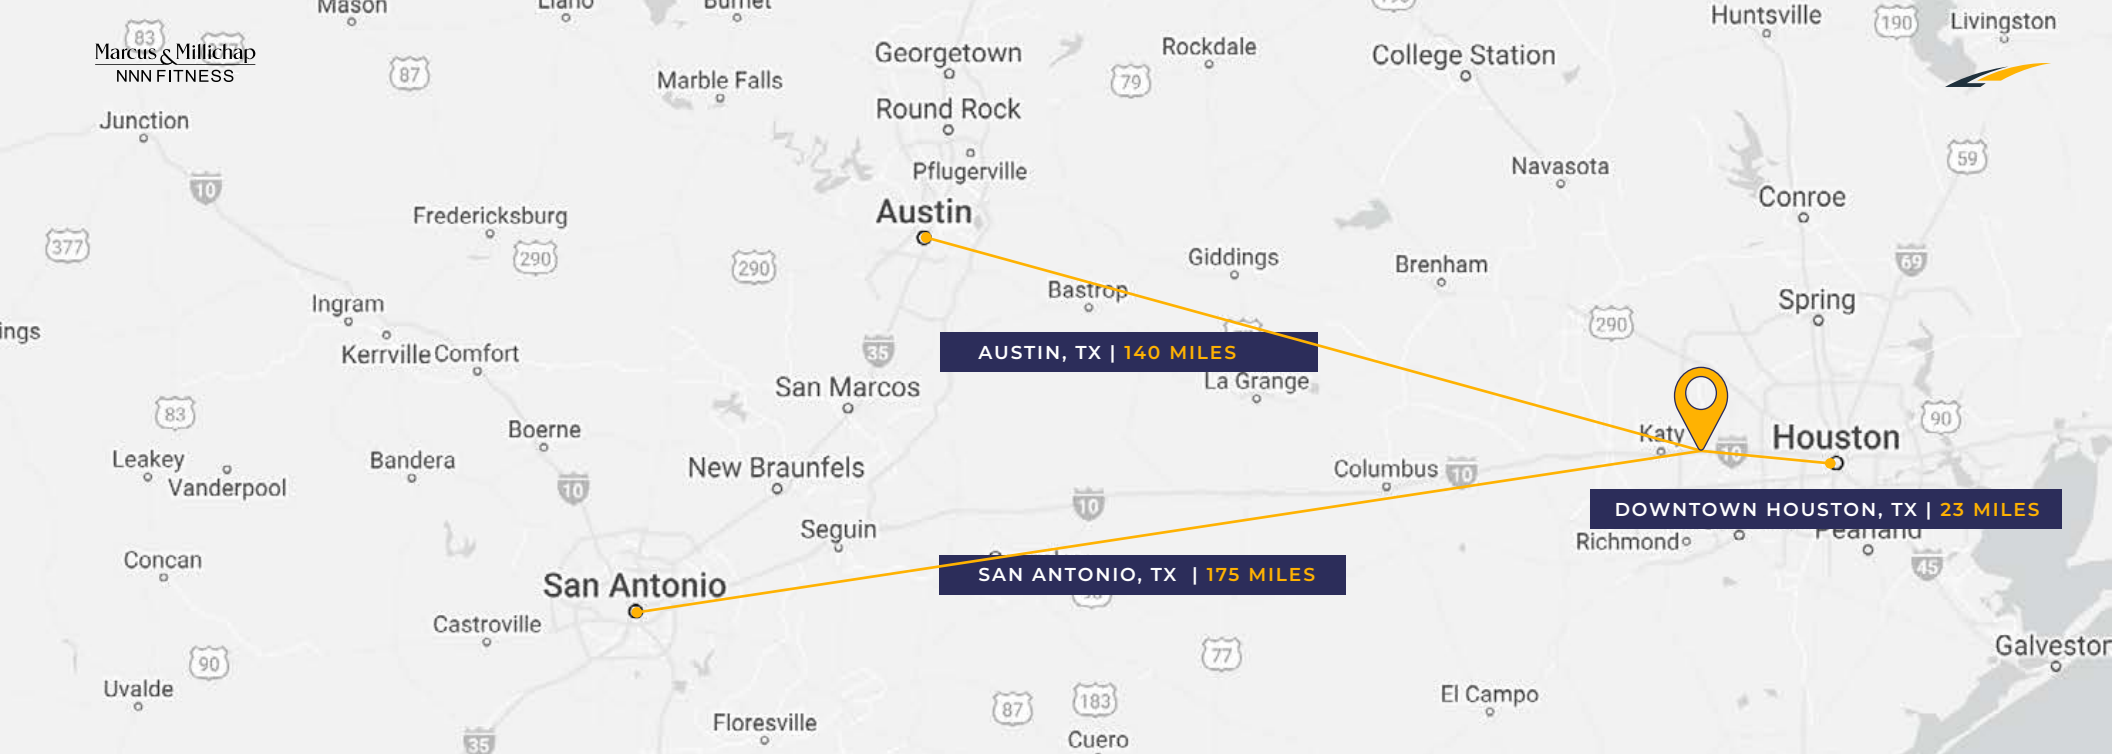 Mason
Llano
Burnet
Huntsville
190
Livingston
83
Marcus & Millichap
NNN FITNESS
87
Georgetown
Rockdale
College Station
Marble Falls
79
Round Rock
Junction
59
Pflugerville
Navasota
10
Conroe
Fredericksburg
Austin
377
290
290
Giddings
Brenham
69
Bastrop
Spring
Ingram
290
ings
AUSTIN, TX | 140 MILES
35
Kerrville
Comfort
La Grange
San Marcos
83
90
Boerne
Katy
Houston
10
Leakey
Bandera
New Braunfels
Columbus
10
Vanderpool
10
10
DOWNTOWN HOUSTON, TX | 23 MILES
Seguin
Richmond
Pearland
Concan
45
SAN ANTONIO, TX | 175 MILES
San Antonio
Castroville
77
Galveston
90
Uvalde
El Campo
87
183
Floresville
35
Cuero